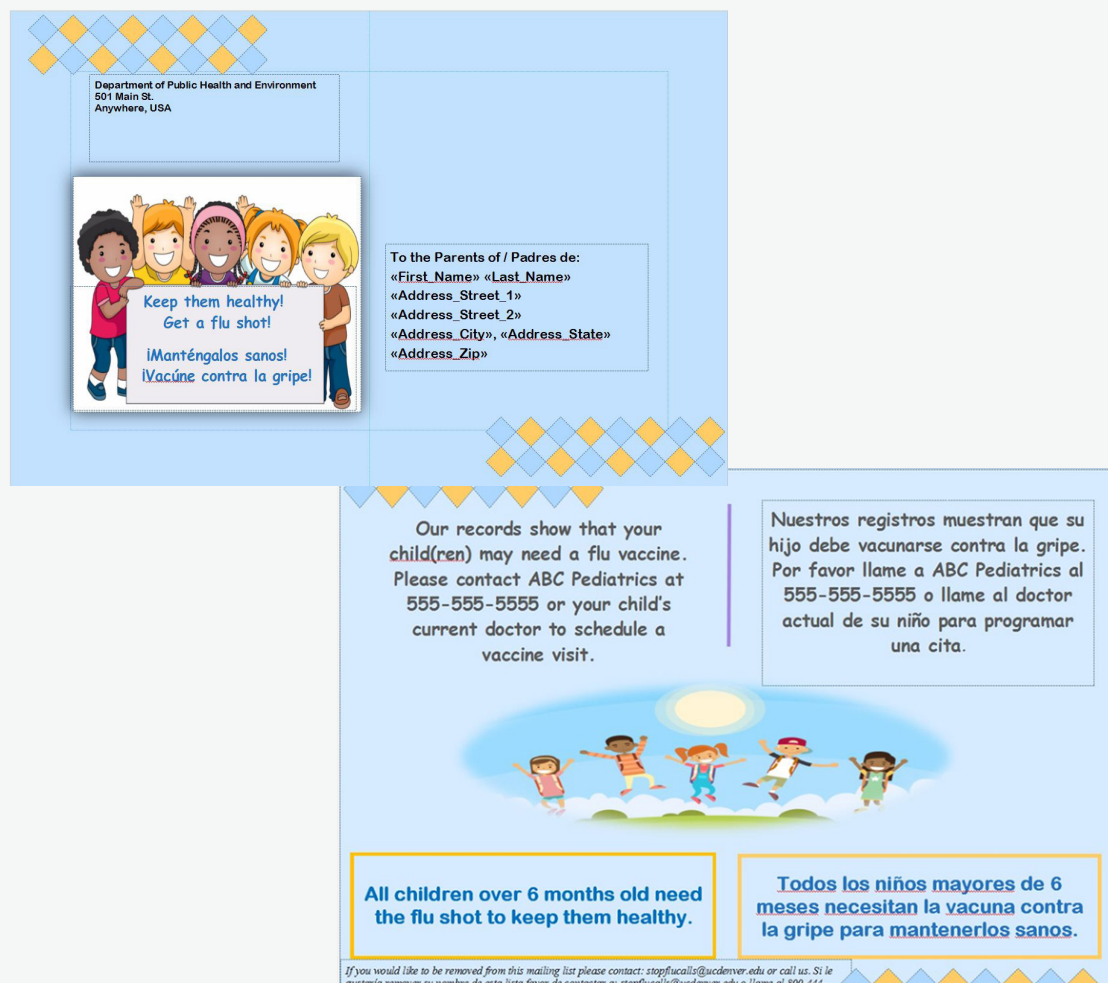 Department of Public Health and Environment
501 Main St.
Anywhere, USA
Keep them healthy!
Get a flu shot!
¡Manténgalos sanos!
¡Vacúne contra la gripe!
To the Parents of / Padres de:
«First_Name» «Last_Name»
«Address_Street_1»
«Address_Street_2»
«Address_City», «Address_State»
«Address_Zip»
Our records show that your
child(ren) may need a flu vaccine.
Please contact ABC Pediatrics at
555-555-5555 or your child's
current doctor to schedule a
vaccine visit.
Nuestros registros muestran que su
hijo debe vacunarse contra la gripe.
Por favor llame a ABC Pediatrics al
555-555-5555 o llame al doctor
actual de su niño para programar
una cita.
All children over 6 months old need
the flu shot to keep them healthy.
Todos los niños mayores de 6
meses necesitan la vacuna contra
la gripe para mantenerlos sanos.
If you would like to be removed from this mailing list please contact: stopflucalls@ucdenver.edu or call us. Si le